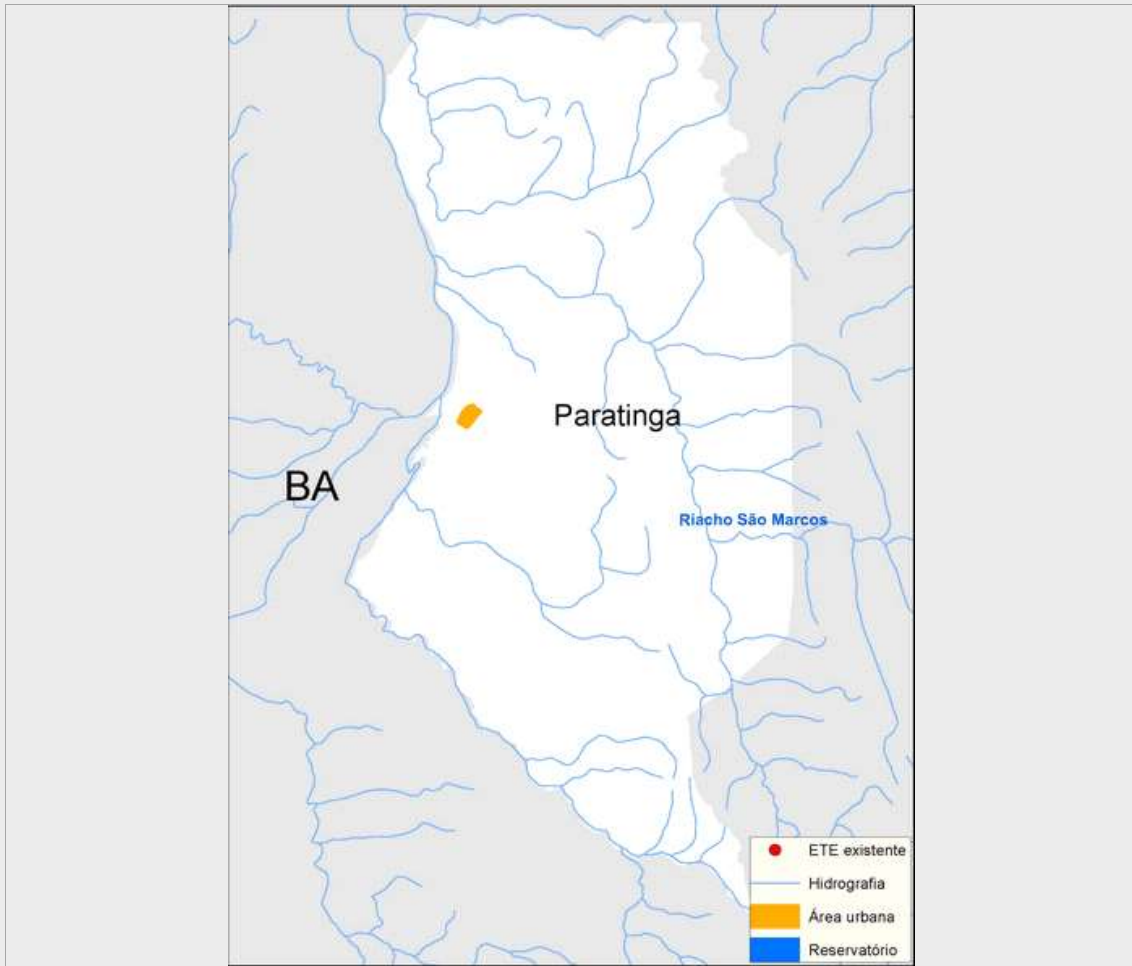 Paratinga
BA
Riacho São Marcos
ETE existente
Hidrografia
Área urbana
Reservatório